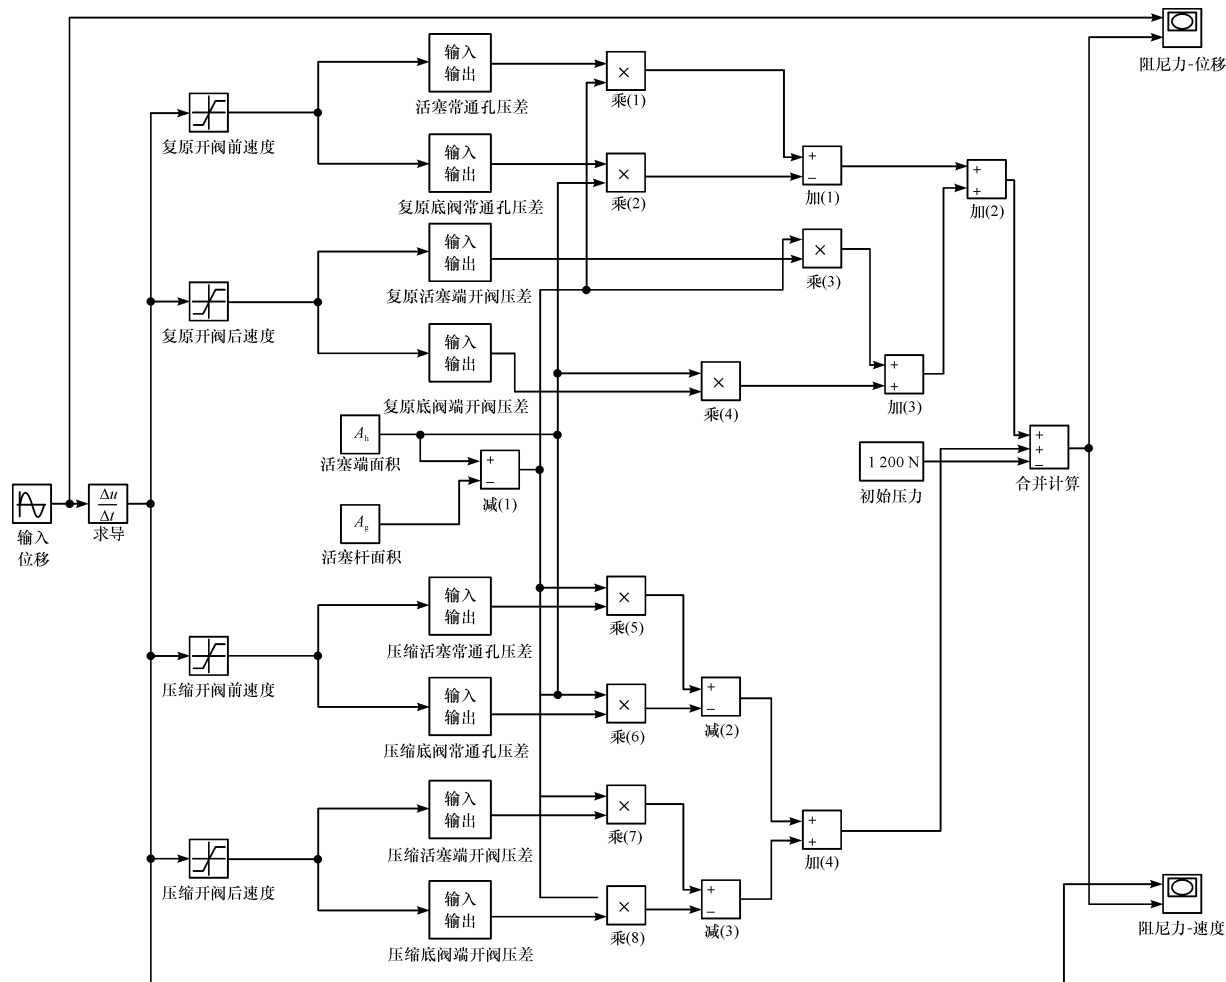 阻尼力-位移
输入
输出
活塞常通孔压差
×
乘(1)
复原开阀前速度
输入
输出
复原底阀常通孔压差
×
乘(2)
+
−
加(1)
+
+
加(2)
输入
输出
复原活塞端开阀压差
×
乘(3)
复原开阀后速度
输入
输出
复原底阀端开阀压差
×
乘(4)
+
+
加(3)
Ah
活塞端面积
+
−
减(1)
1 200 N
初始压力
+
+
−
合并计算
输入
位移
Δu
Δt
求导
Ag
活塞杆面积
输入
输出
压缩活塞常通孔压差
×
乘(5)
压缩开阀前速度
输入
输出
压缩底阀常通孔压差
×
乘(6)
+
−
减(2)
输入
输出
压缩活塞端开阀压差
×
乘(7)
+
+
加(4)
压缩开阀后速度
输入
输出
压缩底阀端开阀压差
×
乘(8)
+
−
减(3)
阻尼力-速度